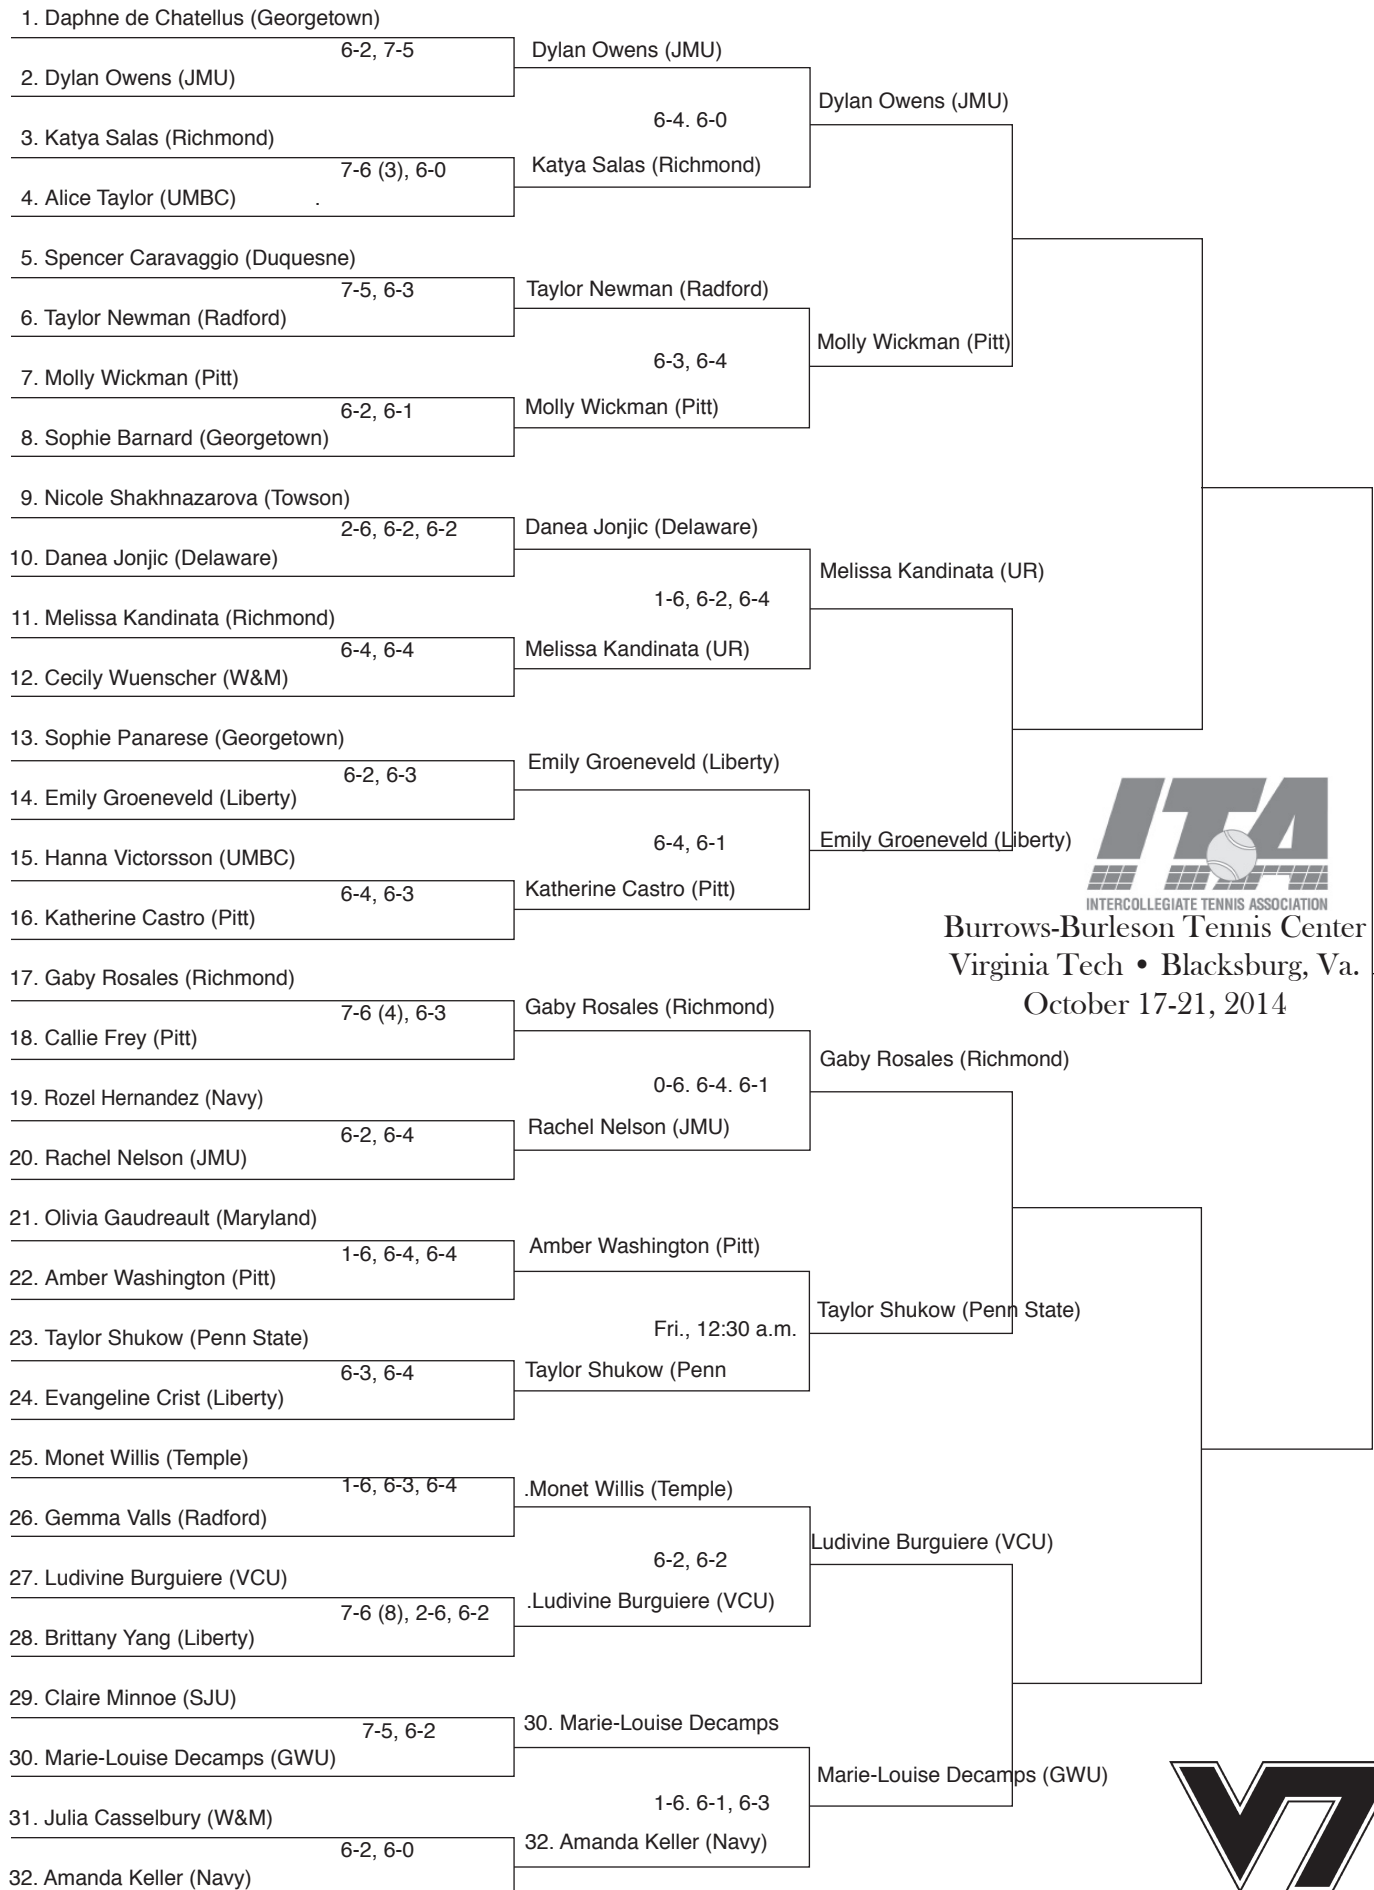 1. Daphne de Chatellus (Georgetown)
6-2, 7-5
2. Dylan Owens (JMU)
3. Katya Salas (Richmond)
7-6 (3), 6-0
4. Alice Taylor (UMBC) .
5. Spencer Caravaggio (Duquesne)
7-5, 6-3
6. Taylor Newman (Radford)
7. Molly Wickman (Pitt)
6-2, 6-1
8. Sophie Barnard (Georgetown)
9. Nicole Shakhnazarova (Towson)
2-6, 6-2, 6-2
10. Danea Jonjic (Delaware)
11. Melissa Kandinata (Richmond)
6-4, 6-4
12. Cecily Wuenscher (W&M)
13. Sophie Panarese (Georgetown)
6-2, 6-3
14. Emily Groeneveld (Liberty)
15. Hanna Victorsson (UMBC)
6-4, 6-3
16. Katherine Castro (Pitt)
17. Gaby Rosales (Richmond)
7-6 (4), 6-3
18. Callie Frey (Pitt)
19. Rozel Hernandez (Navy)
6-2, 6-4
20. Rachel Nelson (JMU)
21. Olivia Gaudreault (Maryland)
1-6, 6-4, 6-4
22. Amber Washington (Pitt)
23. Taylor Shukow (Penn State)
6-3, 6-4
24. Evangeline Crist (Liberty)
25. Monet Willis (Temple)
1-6, 6-3, 6-4
26. Gemma Valls (Radford)
27. Ludivine Burguiere (VCU)
7-6 (8), 2-6, 6-2
28. Brittany Yang (Liberty)
29. Claire Minnoe (SJU)
7-5, 6-2
30. Marie-Louise Decamps (GWU)
31. Julia Casselbury (W&M)
6-2, 6-0
32. Amanda Keller (Navy)
Dylan Owens (JMU)
6-4. 6-0
Katya Salas (Richmond)
Taylor Newman (Radford)
6-3, 6-4
Molly Wickman (Pitt)
Danea Jonjic (Delaware)
1-6, 6-2, 6-4
Melissa Kandinata (UR)
Emily Groeneveld (Liberty)
6-4, 6-1
Katherine Castro (Pitt)
Gaby Rosales (Richmond)
0-6. 6-4. 6-1
Rachel Nelson (JMU)
Amber Washington (Pitt)
Fri., 12:30 a.m.
Taylor Shukow (Penn
.Monet Willis (Temple)
6-2, 6-2
.Ludivine Burguiere (VCU)
30. Marie-Louise Decamps
1-6. 6-1, 6-3
32. Amanda Keller (Navy)
Dylan Owens (JMU)
Molly Wickman (Pitt)
Melissa Kandinata (UR)
Emily Groeneveld (Liberty)
Gaby Rosales (Richmond)
Taylor Shukow (Penn State)
Ludivine Burguiere (VCU)
Marie-Louise Decamps (GWU)
ITA
INTERCOLLEGIATE TENNIS ASSOCIATION
Burrows-Burleson Tennis Center
Virginia Tech • Blacksburg, Va.
October 17-21, 2014
VT